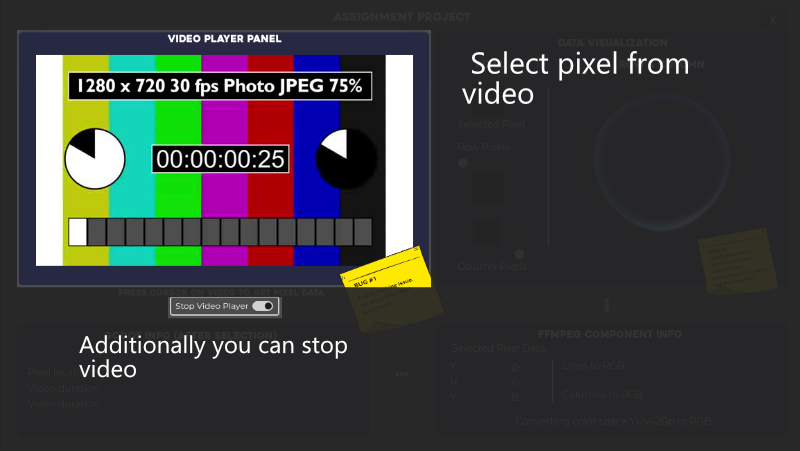 ASSIGNMENT PROJECT
X
VIDEO PLAYER PANEL
1280 x 720 30 fps Photo JPEG 75%
00:00:00:25
BUG #1
PRESS CURSOR ON VIDEO TO GET PIXEL DATA
Stop Video Player
Select pixel from
video
DATA VISUALIZATION
Selected Pixel
Row Pixels
Column Pixels
Additionally you can stop
video
Video duration:
Video duration:
FFMPEG COMPONENT INFO
Selected Pixel Data
Y:
U:
V:
R:
G:
B:
Lines to RGB
Columns to RGB
Converting color space YUV420p to RGB